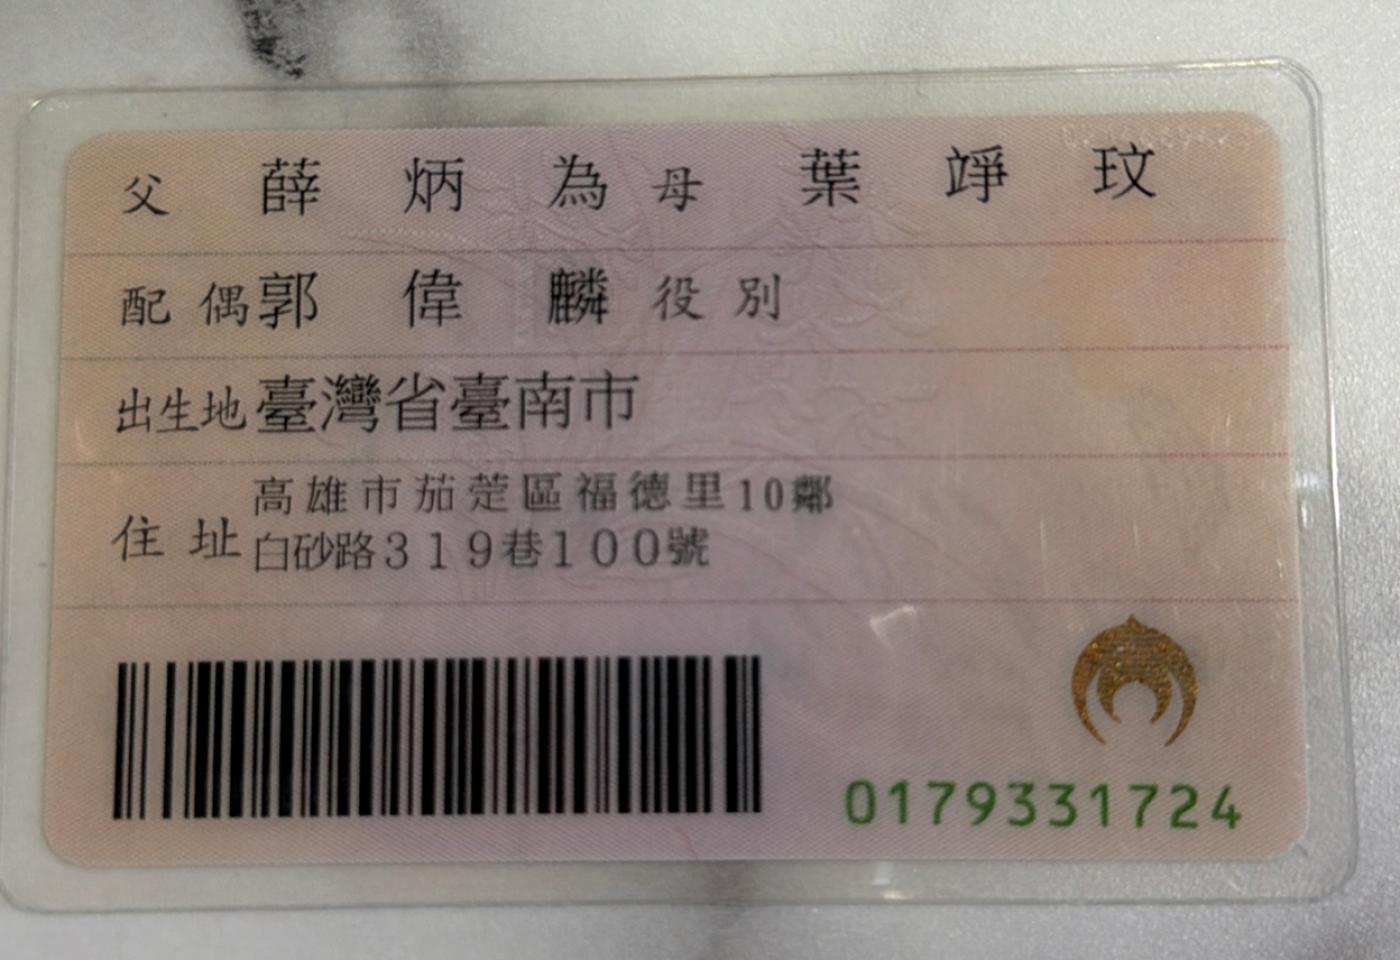 父 薛炳為 母 葉竫玟
配偶 郭偉麟 役別
出生地 臺灣省臺南市
住址 高雄市茄萣區福德里10鄰
白砂路319巷100號
0179331724